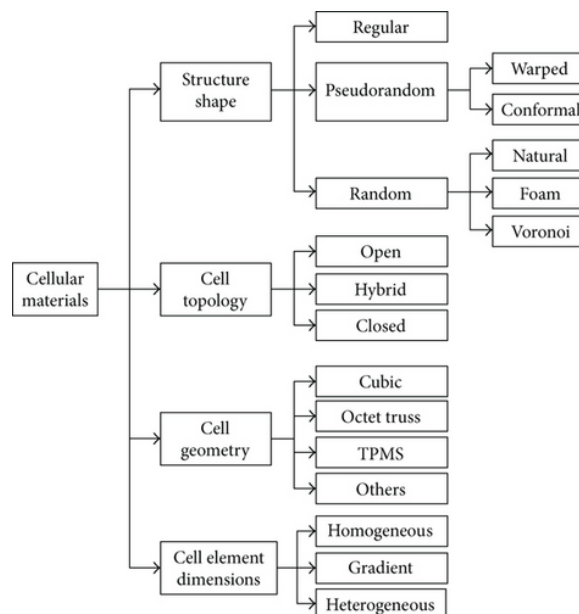 Cellular
materials
Structure
shape
Regular
Pseudorandom
Warped
Conformal
Random
Natural
Foam
Voronoi
Cell
topology
Open
Hybrid
Closed
Cell
geometry
Cubic
Octet truss
TPMS
Others
Cell element
dimensions
Homogeneous
Gradient
Heterogeneous